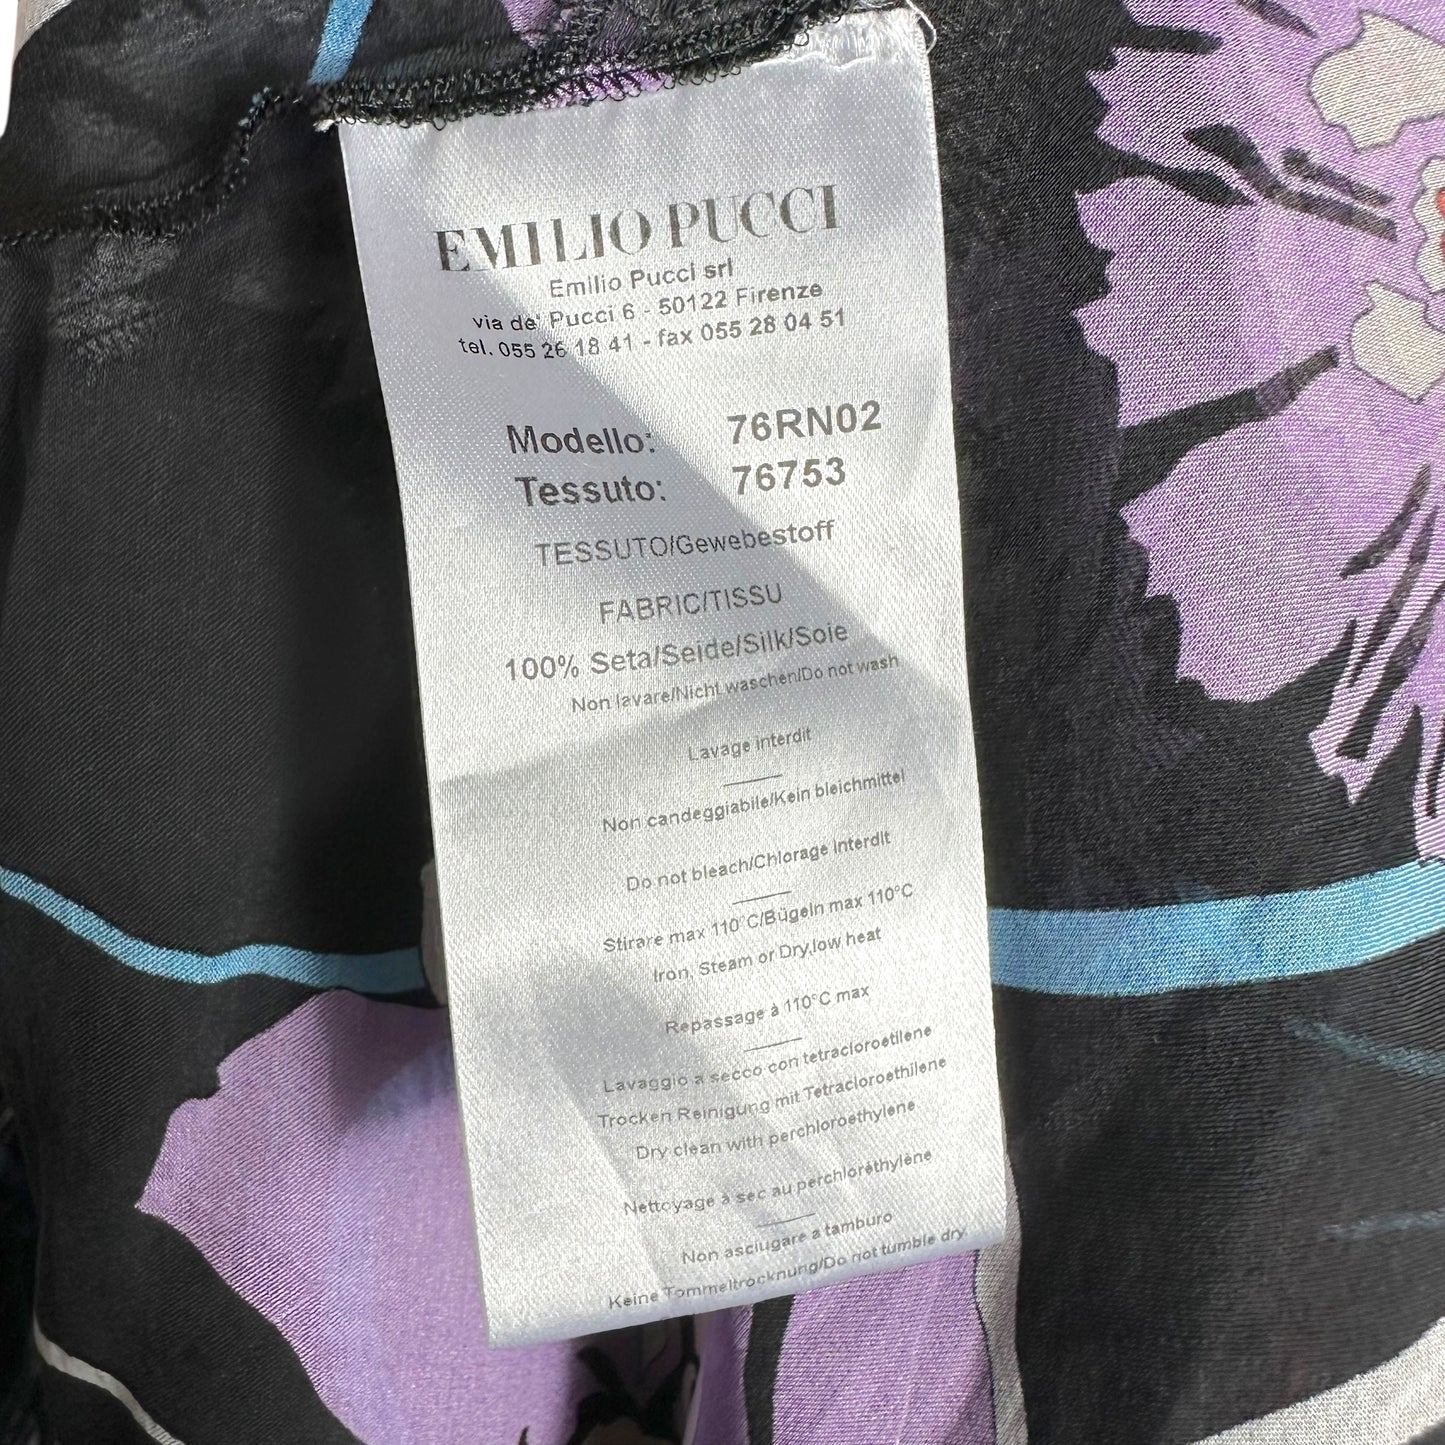 EMILIO PUCCI
Emilio Pucci srl
via de' Pucci 6 - 50122 Firenze
tel. 055 26 18 41 - fax 055 28 04 51
Modello: 76RN02
Tessuto: 76753
TESSUTO/Gewebestoff
FABRIC/TISSU
100% Seta/Seide/Silk/Soie
Non lavare/Nicht waschen/Do not wash
Lavage interdit
Non candeggiabile/Kein bleichmittel
Do not bleach/Chlorage interdit
Stirare max 110°C/Bügeln max 110°C
Iron, Steam or Dry,low heat
Repassage à 110°C max
Lavaggio a secco con tetracloroetilene
Trocken Reinigung mit Tetracloroethilene
Dry clean with perchloroethylene
Nettoyage à sec au perchloréthylène
Non asciugare a tamburo
Keine Tommeltrocknung/Do not tumble dry.